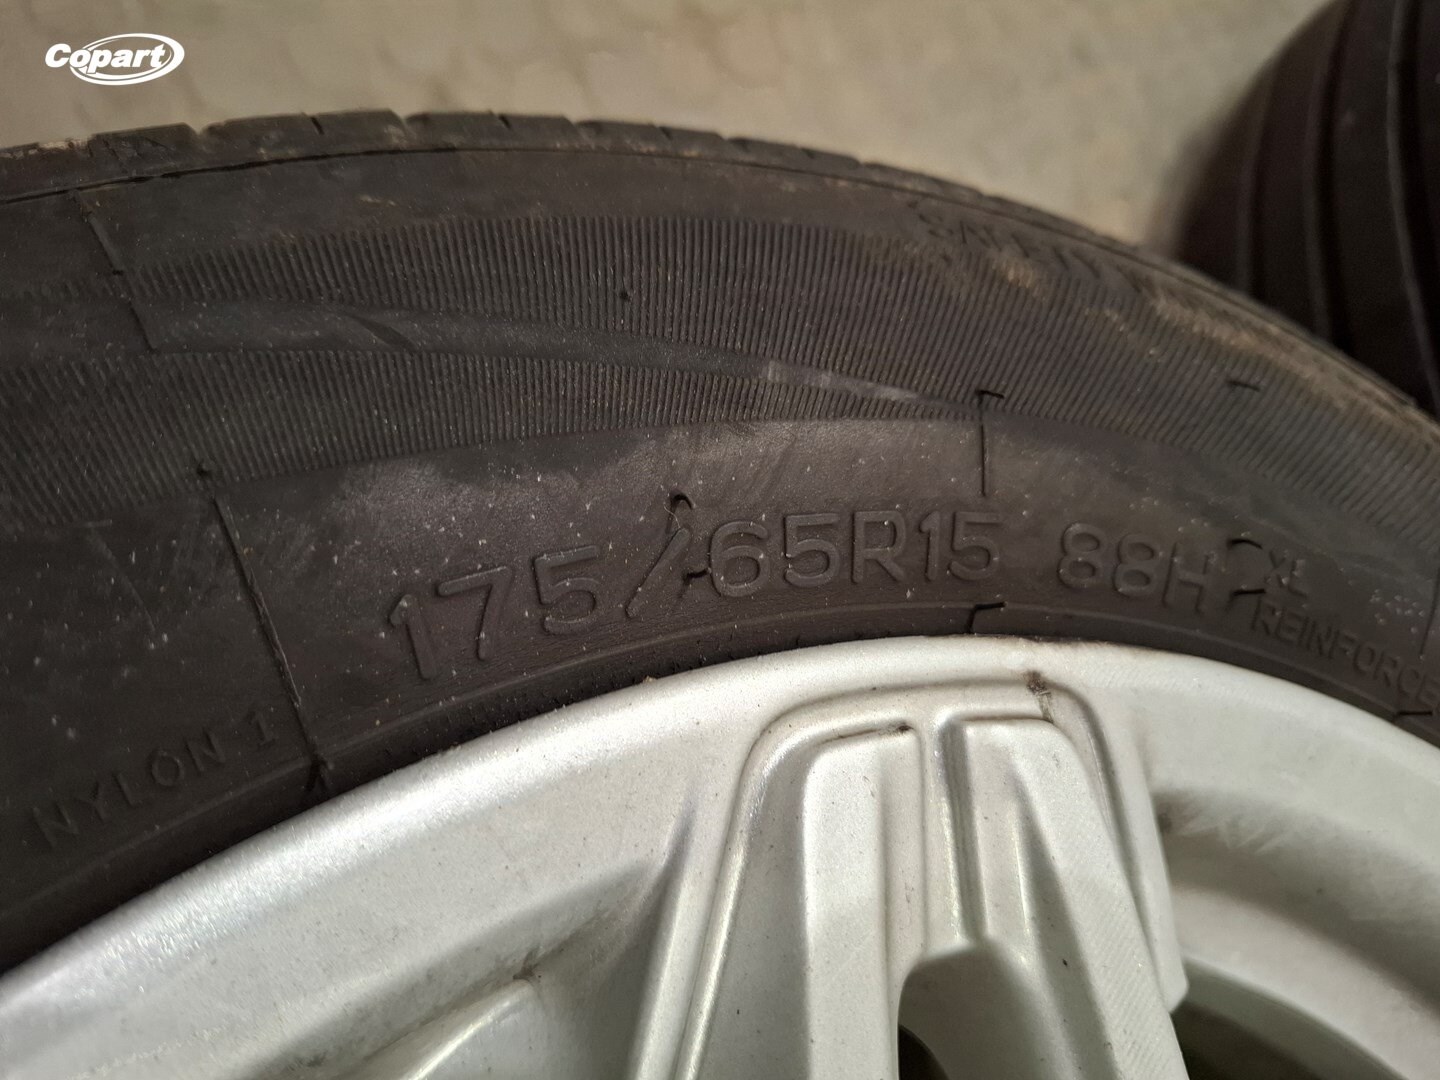 Copart
175/65R15 88H XL
REINFORCE
NYLON 1